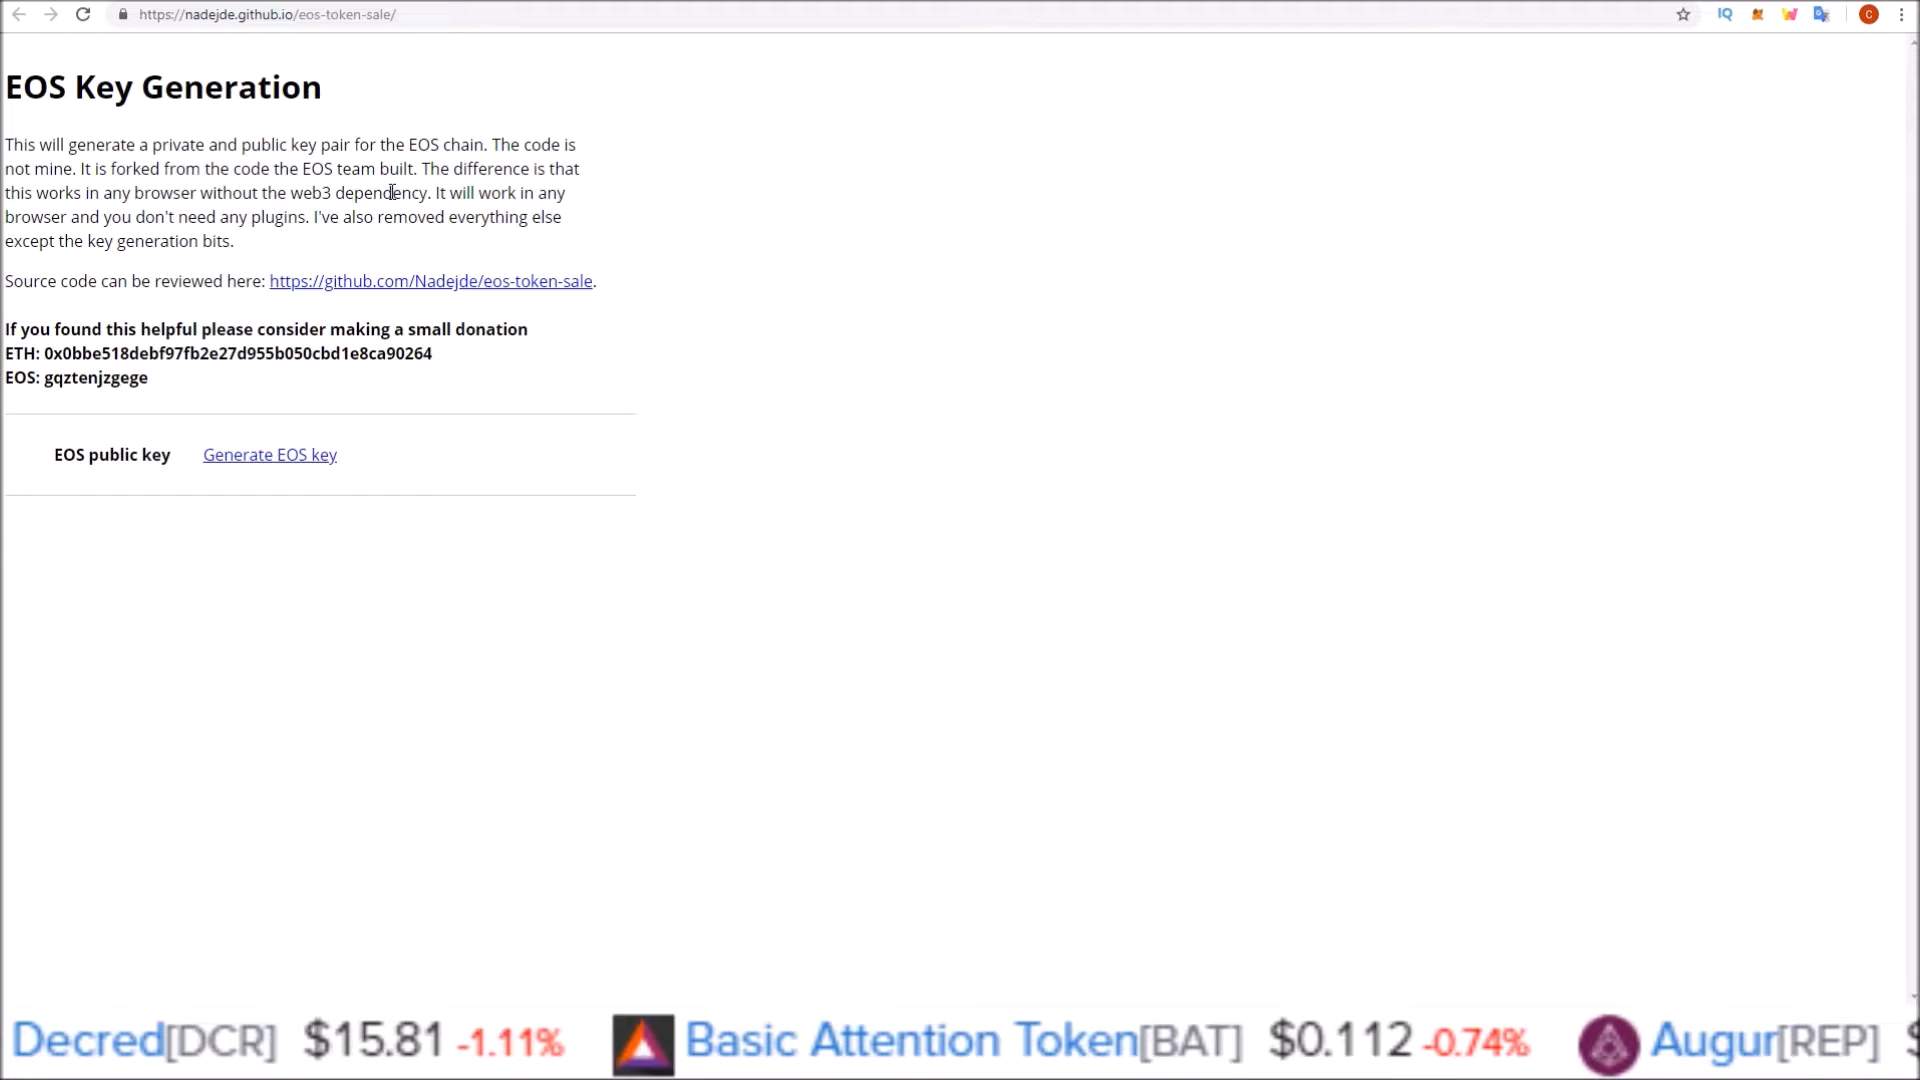 https://nadejde.github.io/eos-token-sale/
IQ
C
EOS Key Generation
This will generate a private and public key pair for the EOS chain. The code is
not mine. It is forked from the code the EOS team built. The difference is that
this works in any browser without the web3 dependency. It will work in any
browser and you don't need any plugins. I've also removed everything else
except the key generation bits.
Source code can be reviewed here: https://github.com/Nadejde/eos-token-sale.
If you found this helpful please consider making a small donation
ETH: 0x0bbe518debf97fb2e27d955b050cbd1e8ca90264
EOS: gqztenjzgege
EOS public key Generate EOS key
Decred[DCR] $15.81 -1.11% Basic Attention Token[BAT] $0.112 -0.74% Augur[REP] $